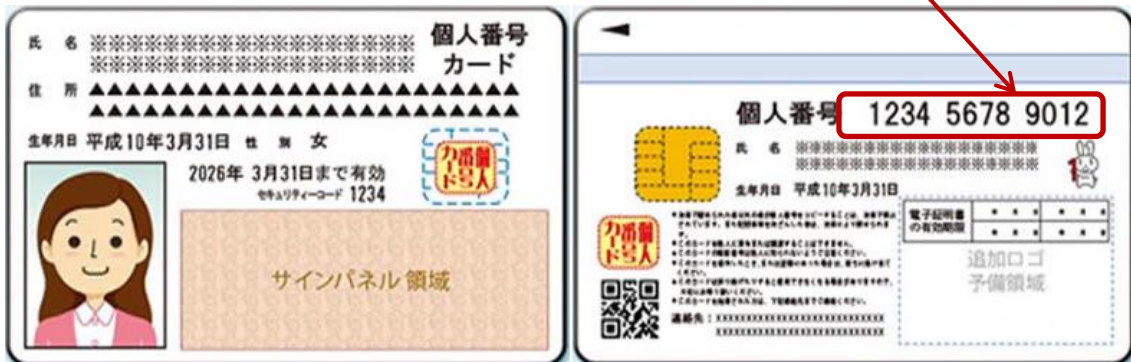 氏 名 ※※※※※※※※※※※※※※※※※※
※※※※※※※※※※※※※※※※※※
個人番号
カード
住 所 ▲▲▲▲▲▲▲▲▲▲▲▲▲▲▲▲▲▲▲▲▲▲▲
▲▲▲▲▲▲▲▲▲▲▲▲▲▲▲▲▲▲▲▲▲▲▲
生年月日 平成10年3月31日 性 別 女
2026年 3月31日まで有効
セキュリティーコード 1234
個人番号カード
サインパネル領域
個人番号 1234 5678 9012
氏 名 ※※※※※※※※※※※※※※※※※※
※※※※※※※※※※※※※※※※※※
生年月日 平成10年3月31日
個人番号カード
電子証明書
の有効期限
追加ロゴ
予備領域
連絡先：XXXXXXXXXXXXXXXXXXXXXXXXX
XXXXXXXXXXXXXXXXXXXXXXXXX